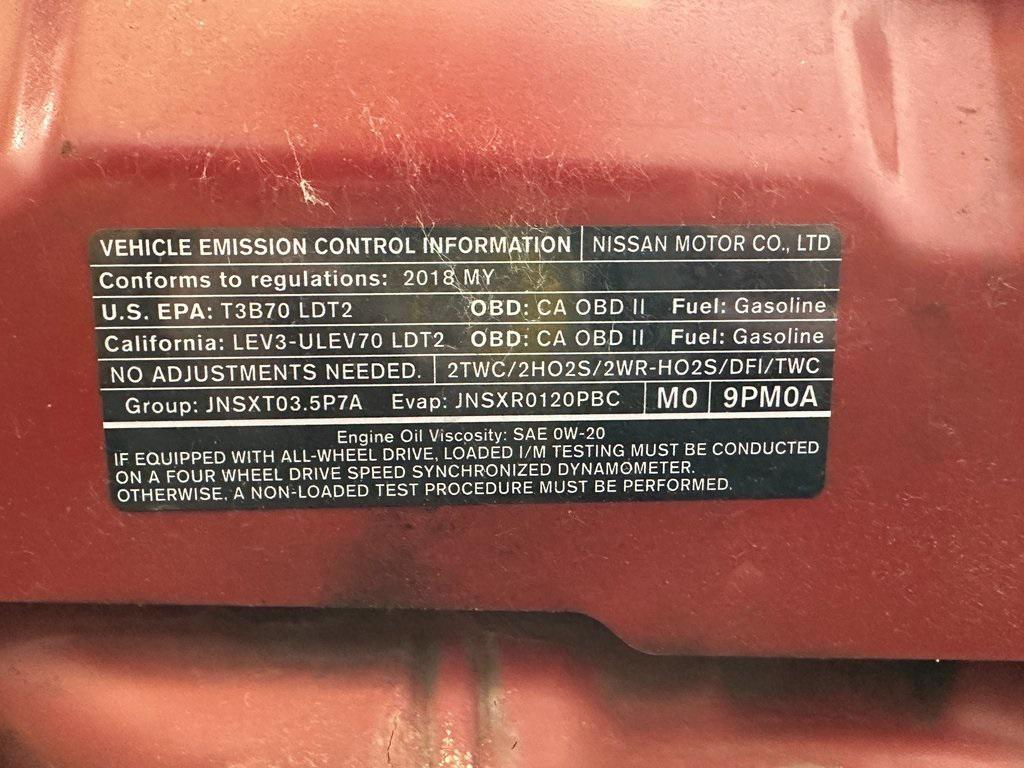 VEHICLE EMISSION CONTROL INFORMATION NISSAN MOTOR CO., LTD
Conforms to regulations: 2018 MY
U.S. EPA: T3B70 LDT2 OBD: CA OBD II Fuel: Gasoline
California: LEV3-ULEV70 LDT2 OBD: CA OBD II Fuel: Gasoline
NO ADJUSTMENTS NEEDED. 2TWC/2HO2S/2WR-HO2S/DFI/TWC
Group: JNSXT03.5P7A Evap: JNSXR0120PBC M0 9PM0A
Engine Oil Viscosity: SAE 0W-20
IF EQUIPPED WITH ALL-WHEEL DRIVE, LOADED I/M TESTING MUST BE CONDUCTED
ON A FOUR WHEEL DRIVE SPEED SYNCHRONIZED DYNAMOMETER.
OTHERWISE, A NON-LOADED TEST PROCEDURE MUST BE PERFORMED.